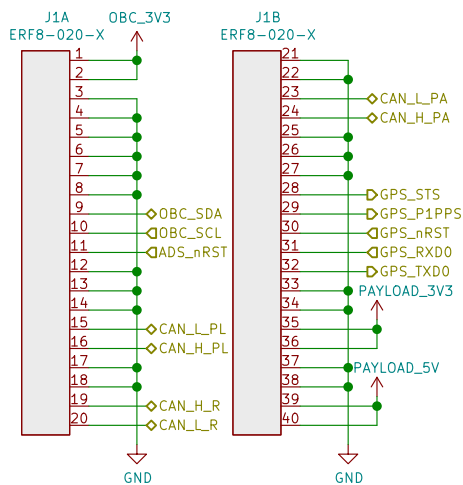 J1A
ERF8-020-X
OBC_3V3
1
2
3
4
5
6
7
8
9
OBC_SDA
10
OBC_SCL
11
ADS_nRST
12
13
14
15
CAN_L_PL
16
CAN_H_PL
17
18
19
CAN_H_R
20
CAN_L_R
GND
J1B
ERF8-020-X
21
22
23
CAN_L_PA
24
CAN_H_PA
25
26
27
28
GPS_STS
29
GPS_P1PPS
30
GPS_nRST
31
GPS_RXD0
32
GPS_TXD0
33
PAYLOAD_3V3
34
35
36
37
PAYLOAD_5V
38
39
40
GND